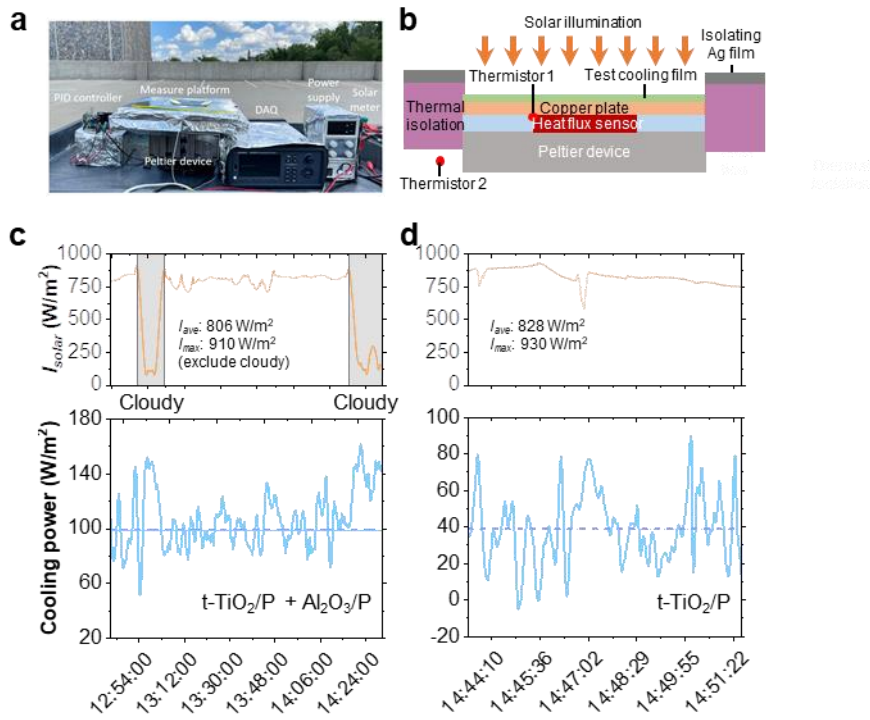 a
PID controller
Measure platform
DAQ
Power
supply
Solar
meter
Peltier device
b
Solar illumination
Isolating
Ag film
Thermistor 1
Test cooling film
Thermal
isolation
Copper plate
Heat flux sensor
Peltier device
Thermistor 2
c
I_solar (W/m²)
1000
750
500
250
0
I_ave: 806 W/m²
I_max: 910 W/m²
(exclude cloudy)
Cloudy
Cloudy
Cooling power (W/m²)
180
140
100
60
20
t-TiO₂/P + Al₂O₃/P
12:54:00
13:12:00
13:30:00
13:48:00
14:06:00
14:24:00
d
1000
750
500
250
0
I_ave: 828 W/m²
I_max: 930 W/m²
100
80
60
40
20
0
-20
t-TiO₂/P
14:44:10
14:45:36
14:47:02
14:48:29
14:49:55
14:51:22